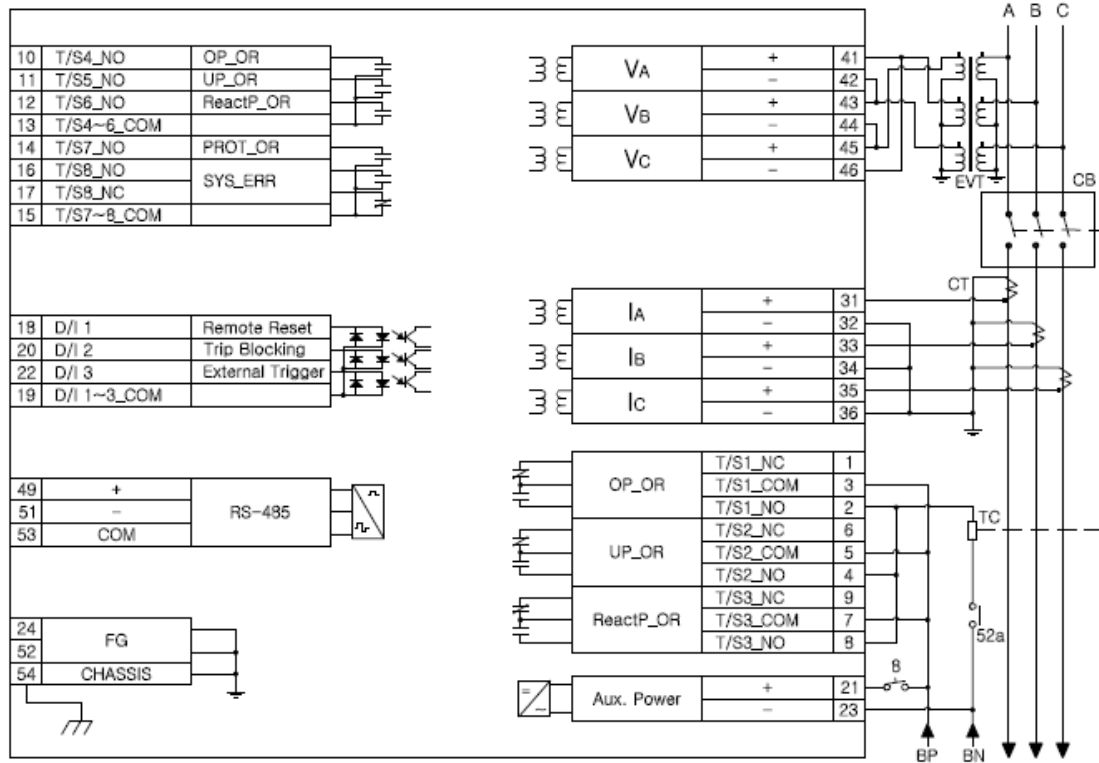 A B C
10 T/S4_NO OP_OR
11 T/S5_NO UP_OR
12 T/S6_NO ReactP_OR
13 T/S4~6_COM
14 T/S7_NO PROT_OR
16 T/S8_NO
SYS_ERR
17 T/S8_NC
15 T/S7~8_COM
VA + 41
- 42
VB + 43
- 44
VC + 45
- 46
EVT
CB
CT
18 D/I 1 Remote Reset
20 D/I 2 Trip Blocking
22 D/I 3 External Trigger
19 D/I 1~3_COM
IA + 31
- 32
IB + 33
- 34
IC + 35
- 36
49 +
51 - RS-485
53 COM
T/S1_NC 1
OP_OR T/S1_COM 3
T/S1_NO 2
T/S2_NC 6
UP_OR T/S2_COM 5
T/S2_NO 4
T/S3_NC 9
ReactP_OR T/S3_COM 7
T/S3_NO 8
TC
52a
24
FG
52
54 CHASSIS
Aux. Power + 21
- 23
8
BP BN